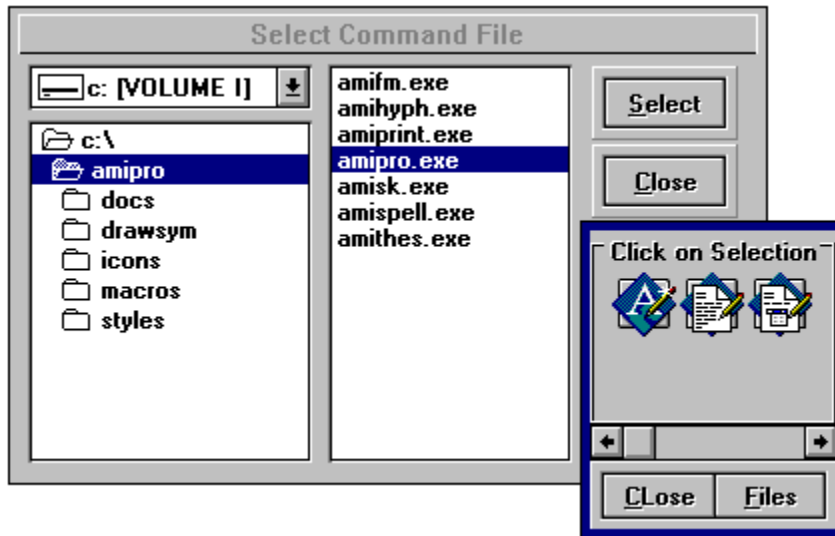 Select Command File
c: [VOLUME I]
c:\
amipro
docs
drawsym
icons
macros
styles
amifm.exe
amihyph.exe
amiprint.exe
amipro.exe
amisk.exe
amispell.exe
amithes.exe
Select
Close
Click on Selection
A
CLose
Files